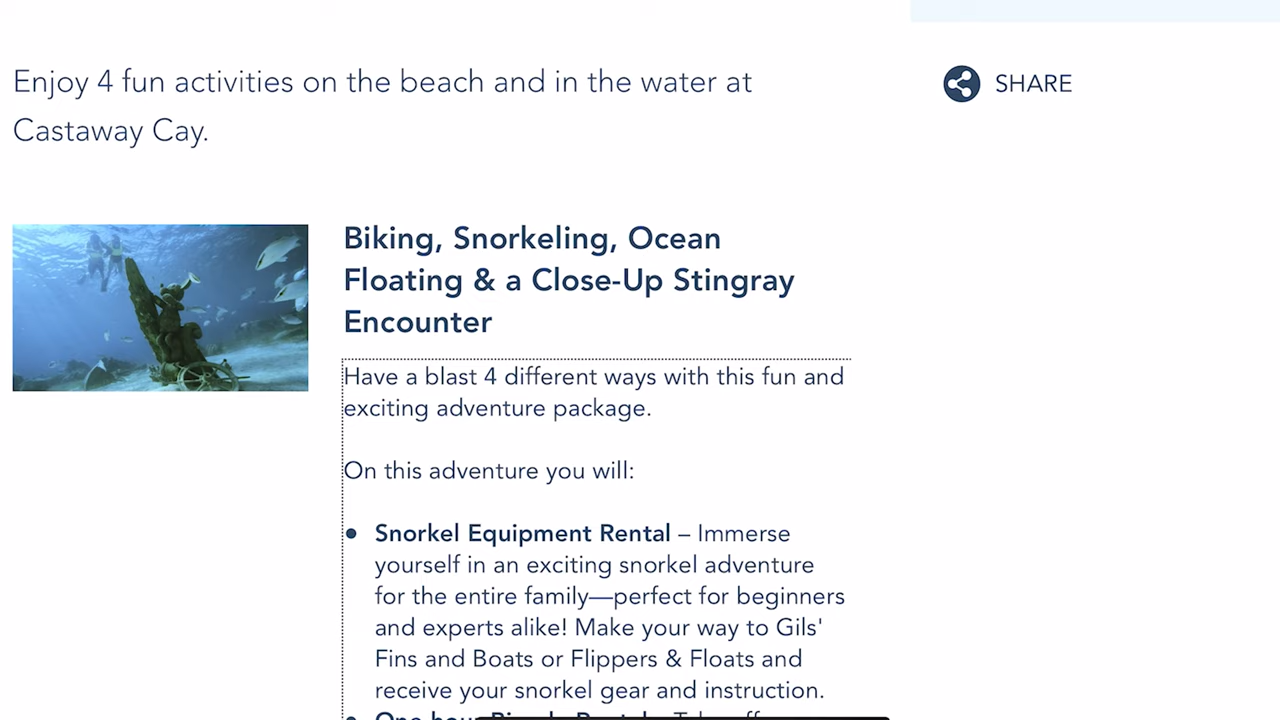 Enjoy 4 fun activities on the beach and in the water at
Castaway Cay.
SHARE
Biking, Snorkeling, Ocean
Floating & a Close-Up Stingray
Encounter
Have a blast 4 different ways with this fun and
exciting adventure package.
On this adventure you will:
• Snorkel Equipment Rental – Immerse
yourself in an exciting snorkel adventure
for the entire family—perfect for beginners
and experts alike! Make your way to Gils'
Fins and Boats or Flippers & Floats and
receive your snorkel gear and instruction.